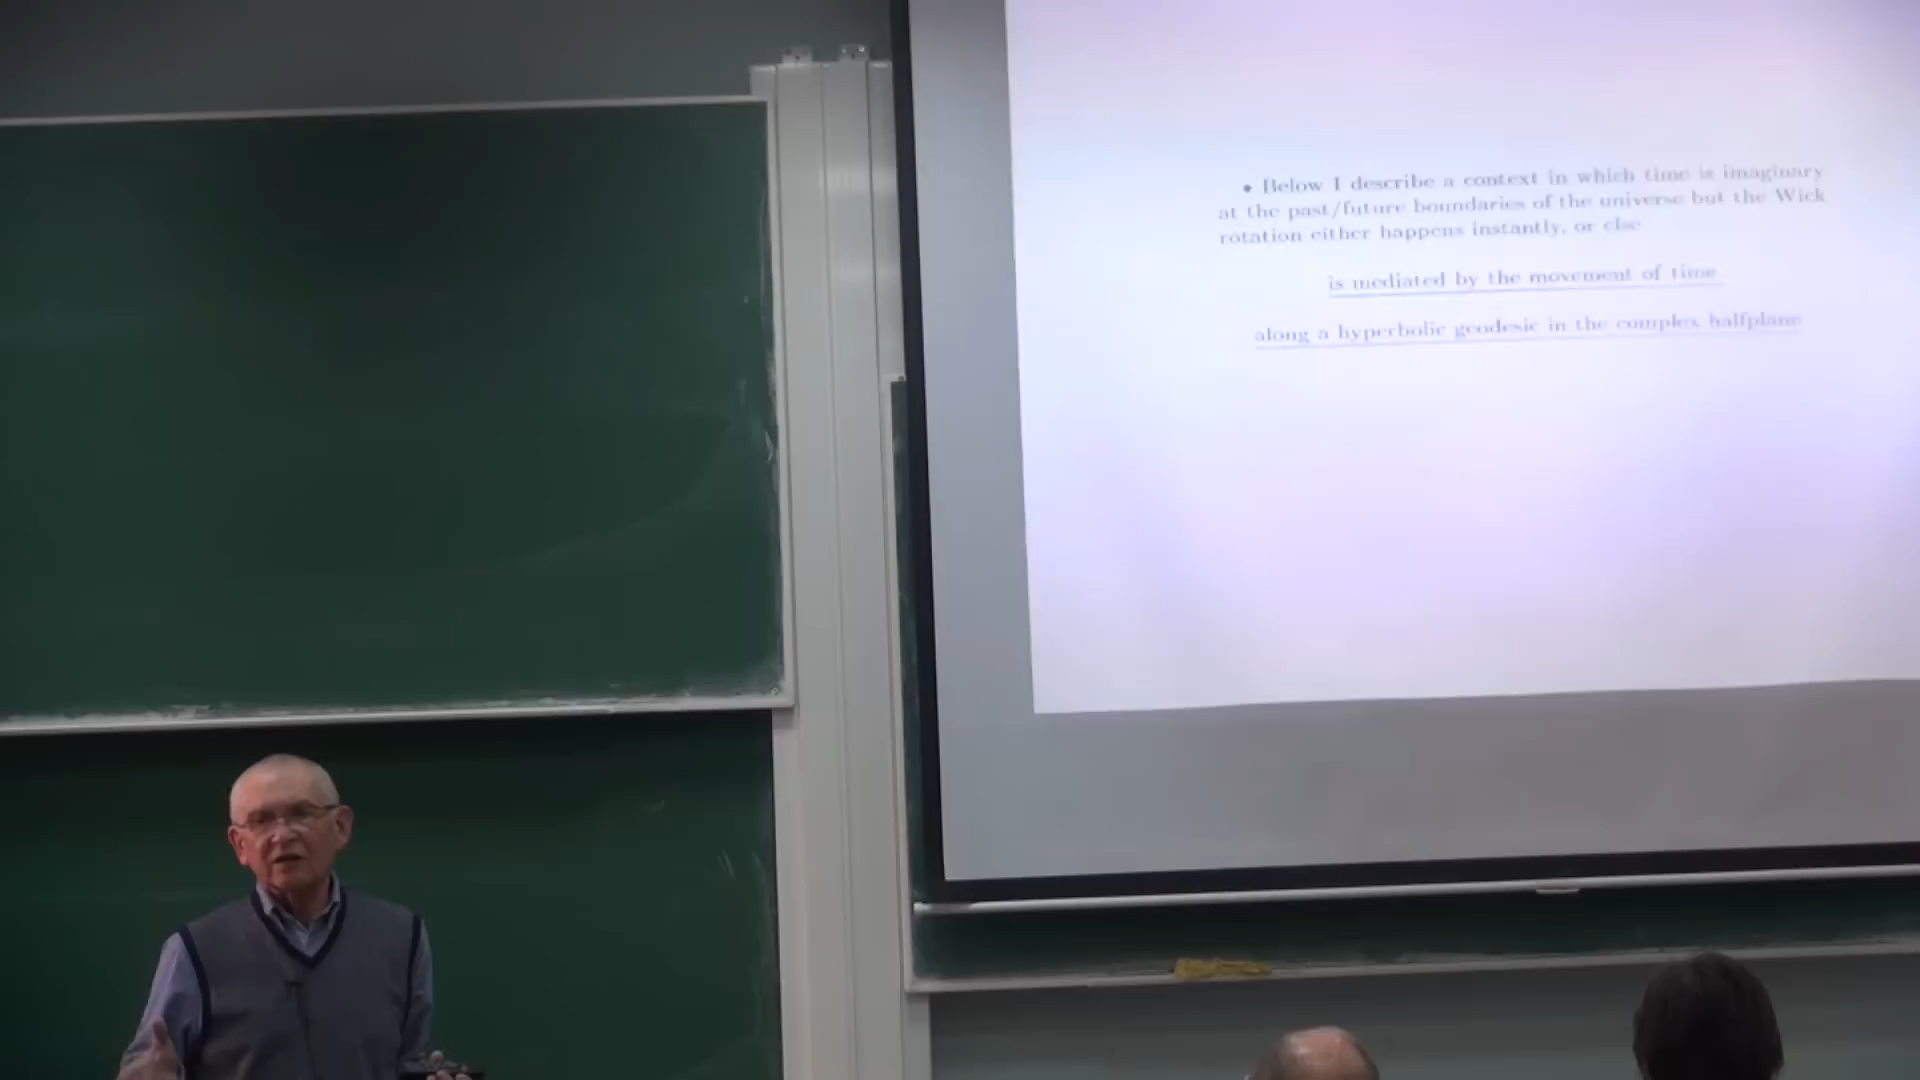 • Below I describe a context in which time is imaginary
at the past/future boundaries of the universe but the Wick
rotation either happens instantly, or else
is mediated by the movement of time
along a hyperbolic geodesic in the complex halfplane